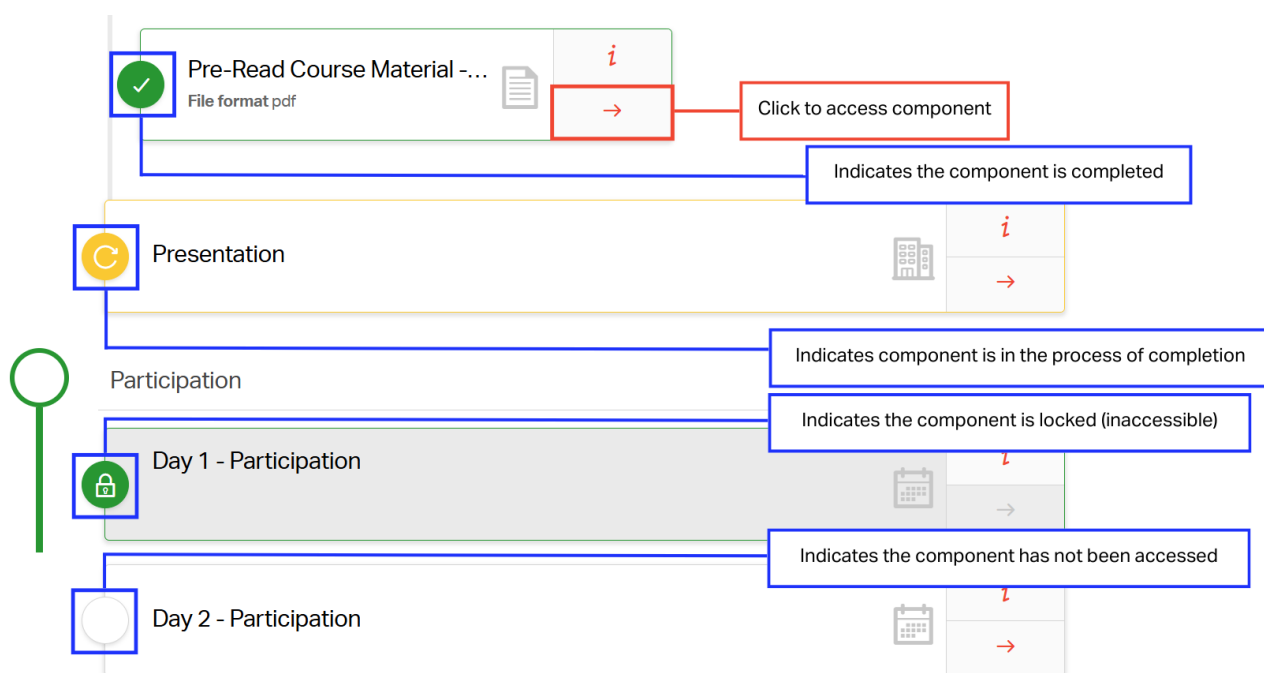 Pre-Read Course Material -...
File format pdf
i
→
Click to access component
Indicates the component is completed
Presentation
i
→
Indicates component is in the process of completion
Participation
Indicates the component is locked (inaccessible)
Day 1 - Participation
i
→
Indicates the component has not been accessed
Day 2 - Participation
i
→